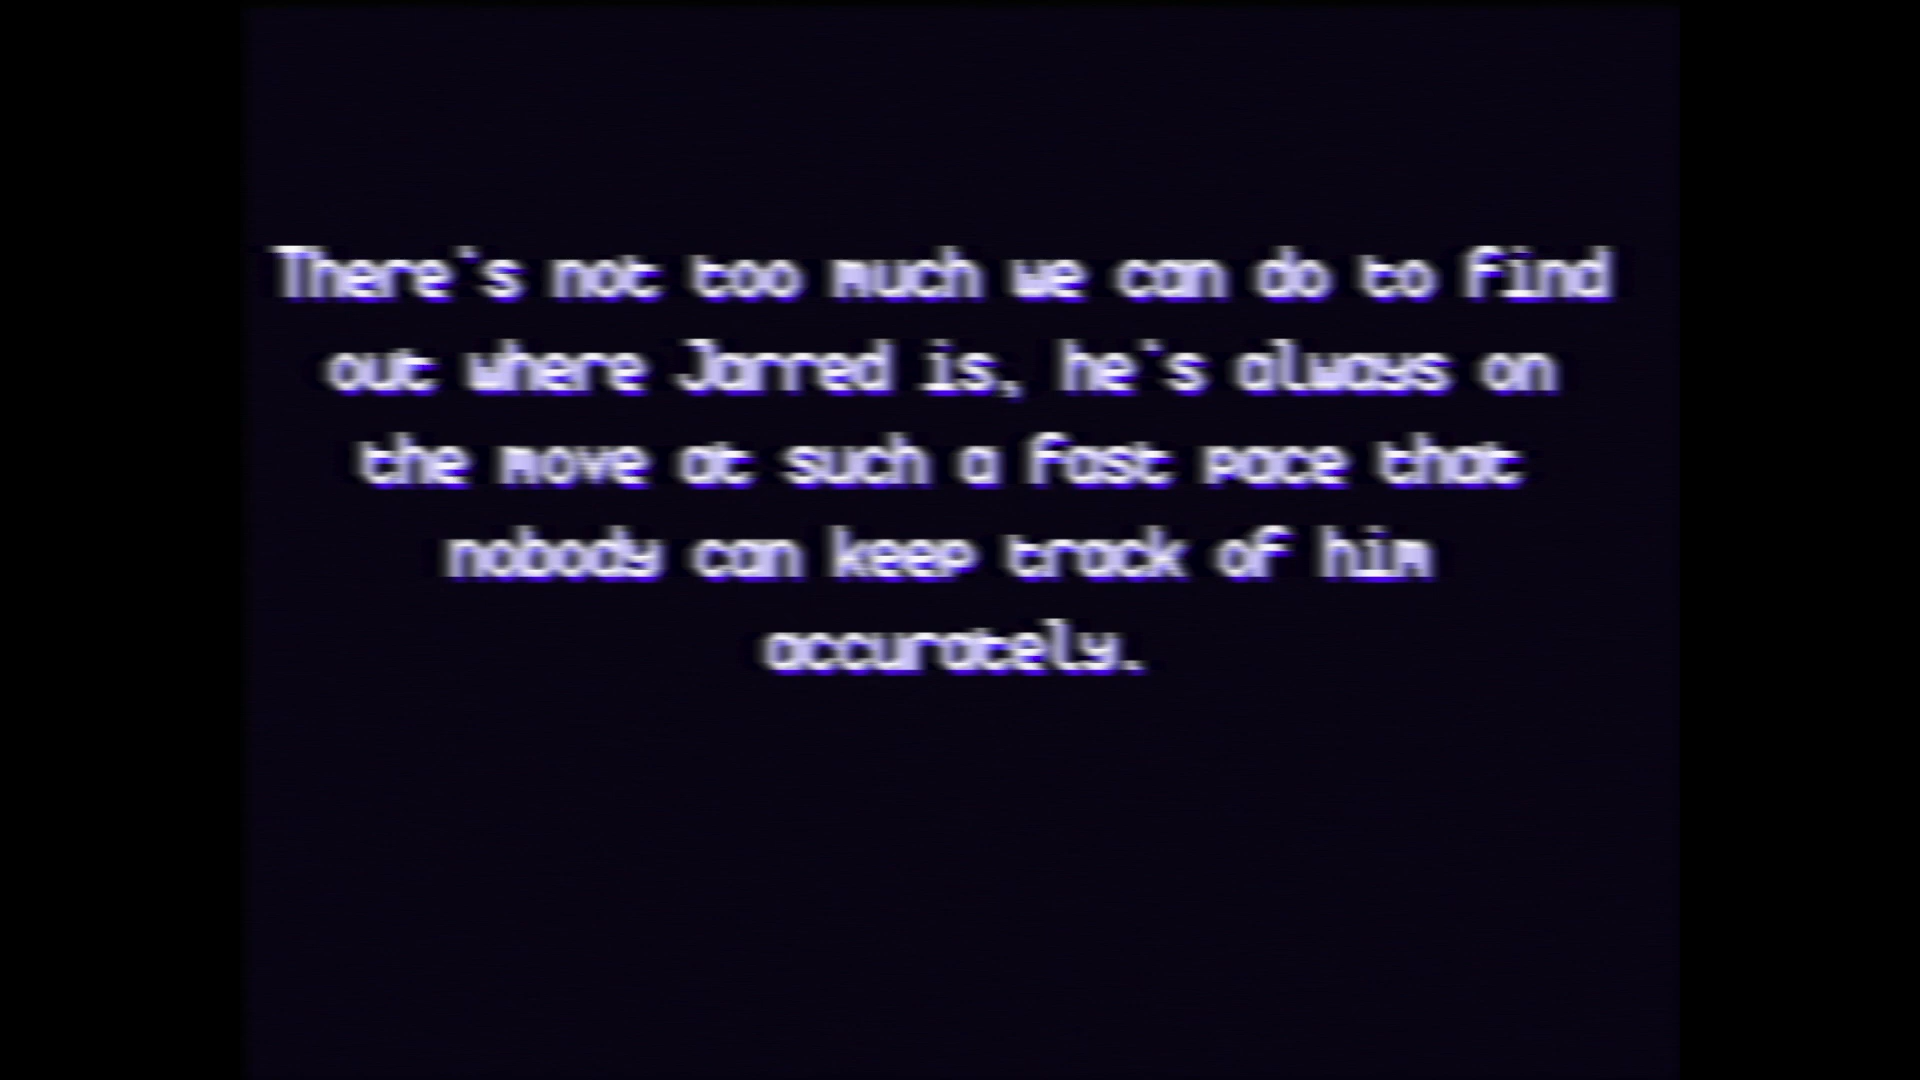 There's not too much we can do to find
out where Jarred is, he's always on
the move at such a fast pace that
nobody can keep track of him
accurately.